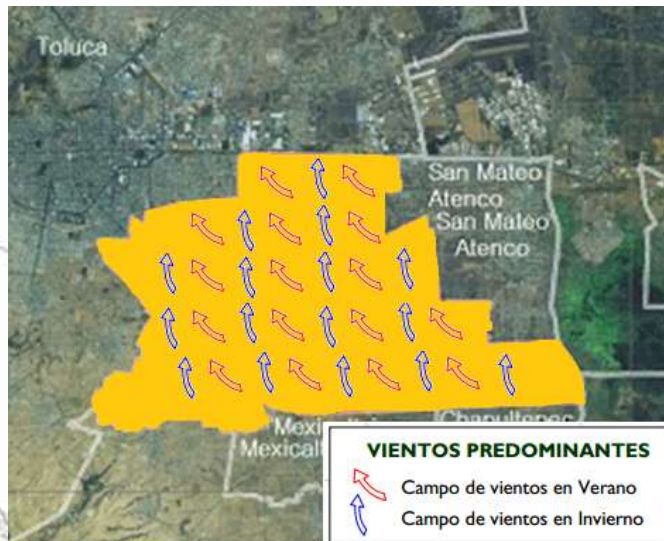 Toluca
San Mateo
Atenco
San Mateo
Atenco
Chapultepec
VIENTOS PREDOMINANTES
Campo de vientos en Verano
Campo de vientos en Invierno